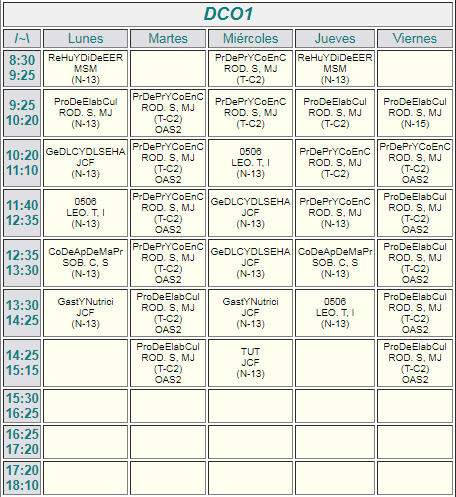 DCO1
/~\ Lunes Martes Miércoles Jueves Viernes
8:30
9:25
ReHuYDiDeEER
MSM
(N-13)
PrDePrYCoEnC
ROD. S, MJ
(T-C2)
ReHuYDiDeEER
MSM
(N-13)
9:25
10:20
ProDeElabCul
ROD. S, MJ
(N-13)
PrDePrYCoEnC
ROD. S, MJ
(T-C2)
OAS2
PrDePrYCoEnC
ROD. S, MJ
(T-C2)
ProDeElabCul
ROD. S, MJ
(T-C2)
ProDeElabCul
ROD. S, MJ
(N-15)
10:20
11:10
GeDLCYDLSEHA
JCF
(N-13)
PrDePrYCoEnC
ROD. S, MJ
(T-C2)
OAS2
0506
LEO. T, I
(N-13)
PrDePrYCoEnC
ROD. S, MJ
(T-C2)
PrDePrYCoEnC
ROD. S, MJ
(T-C2)
OAS2
11:40
12:35
0506
LEO. T, I
(N-13)
PrDePrYCoEnC
ROD. S, MJ
(T-C2)
OAS2
GeDLCYDLSEHA
JCF
(N-13)
PrDePrYCoEnC
ROD. S, MJ
(N-13)
ProDeElabCul
ROD. S, MJ
(T-C2)
OAS2
12:35
13:30
CoDeApDeMaPr
SOB. C, S
(N-13)
PrDePrYCoEnC
ROD. S, MJ
(T-C2)
OAS2
GeDLCYDLSEHA
JCF
(N-13)
CoDeApDeMaPr
SOB. C, S
(N-13)
ProDeElabCul
ROD. S, MJ
(T-C2)
OAS2
13:30
14:25
GastYNutrici
JCF
(N-13)
ProDeElabCul
ROD. S, MJ
(T-C2)
OAS2
GastYNutrici
JCF
(N-13)
0506
LEO. T, I
(N-13)
ProDeElabCul
ROD. S, MJ
(T-C2)
OAS2
14:25
15:15
ProDeElabCul
ROD. S, MJ
(T-C2)
OAS2
TUT
JCF
(N-13)
ProDeElabCul
ROD. S, MJ
(T-C2)
OAS2
15:30
16:25
16:25
17:20
17:20
18:10